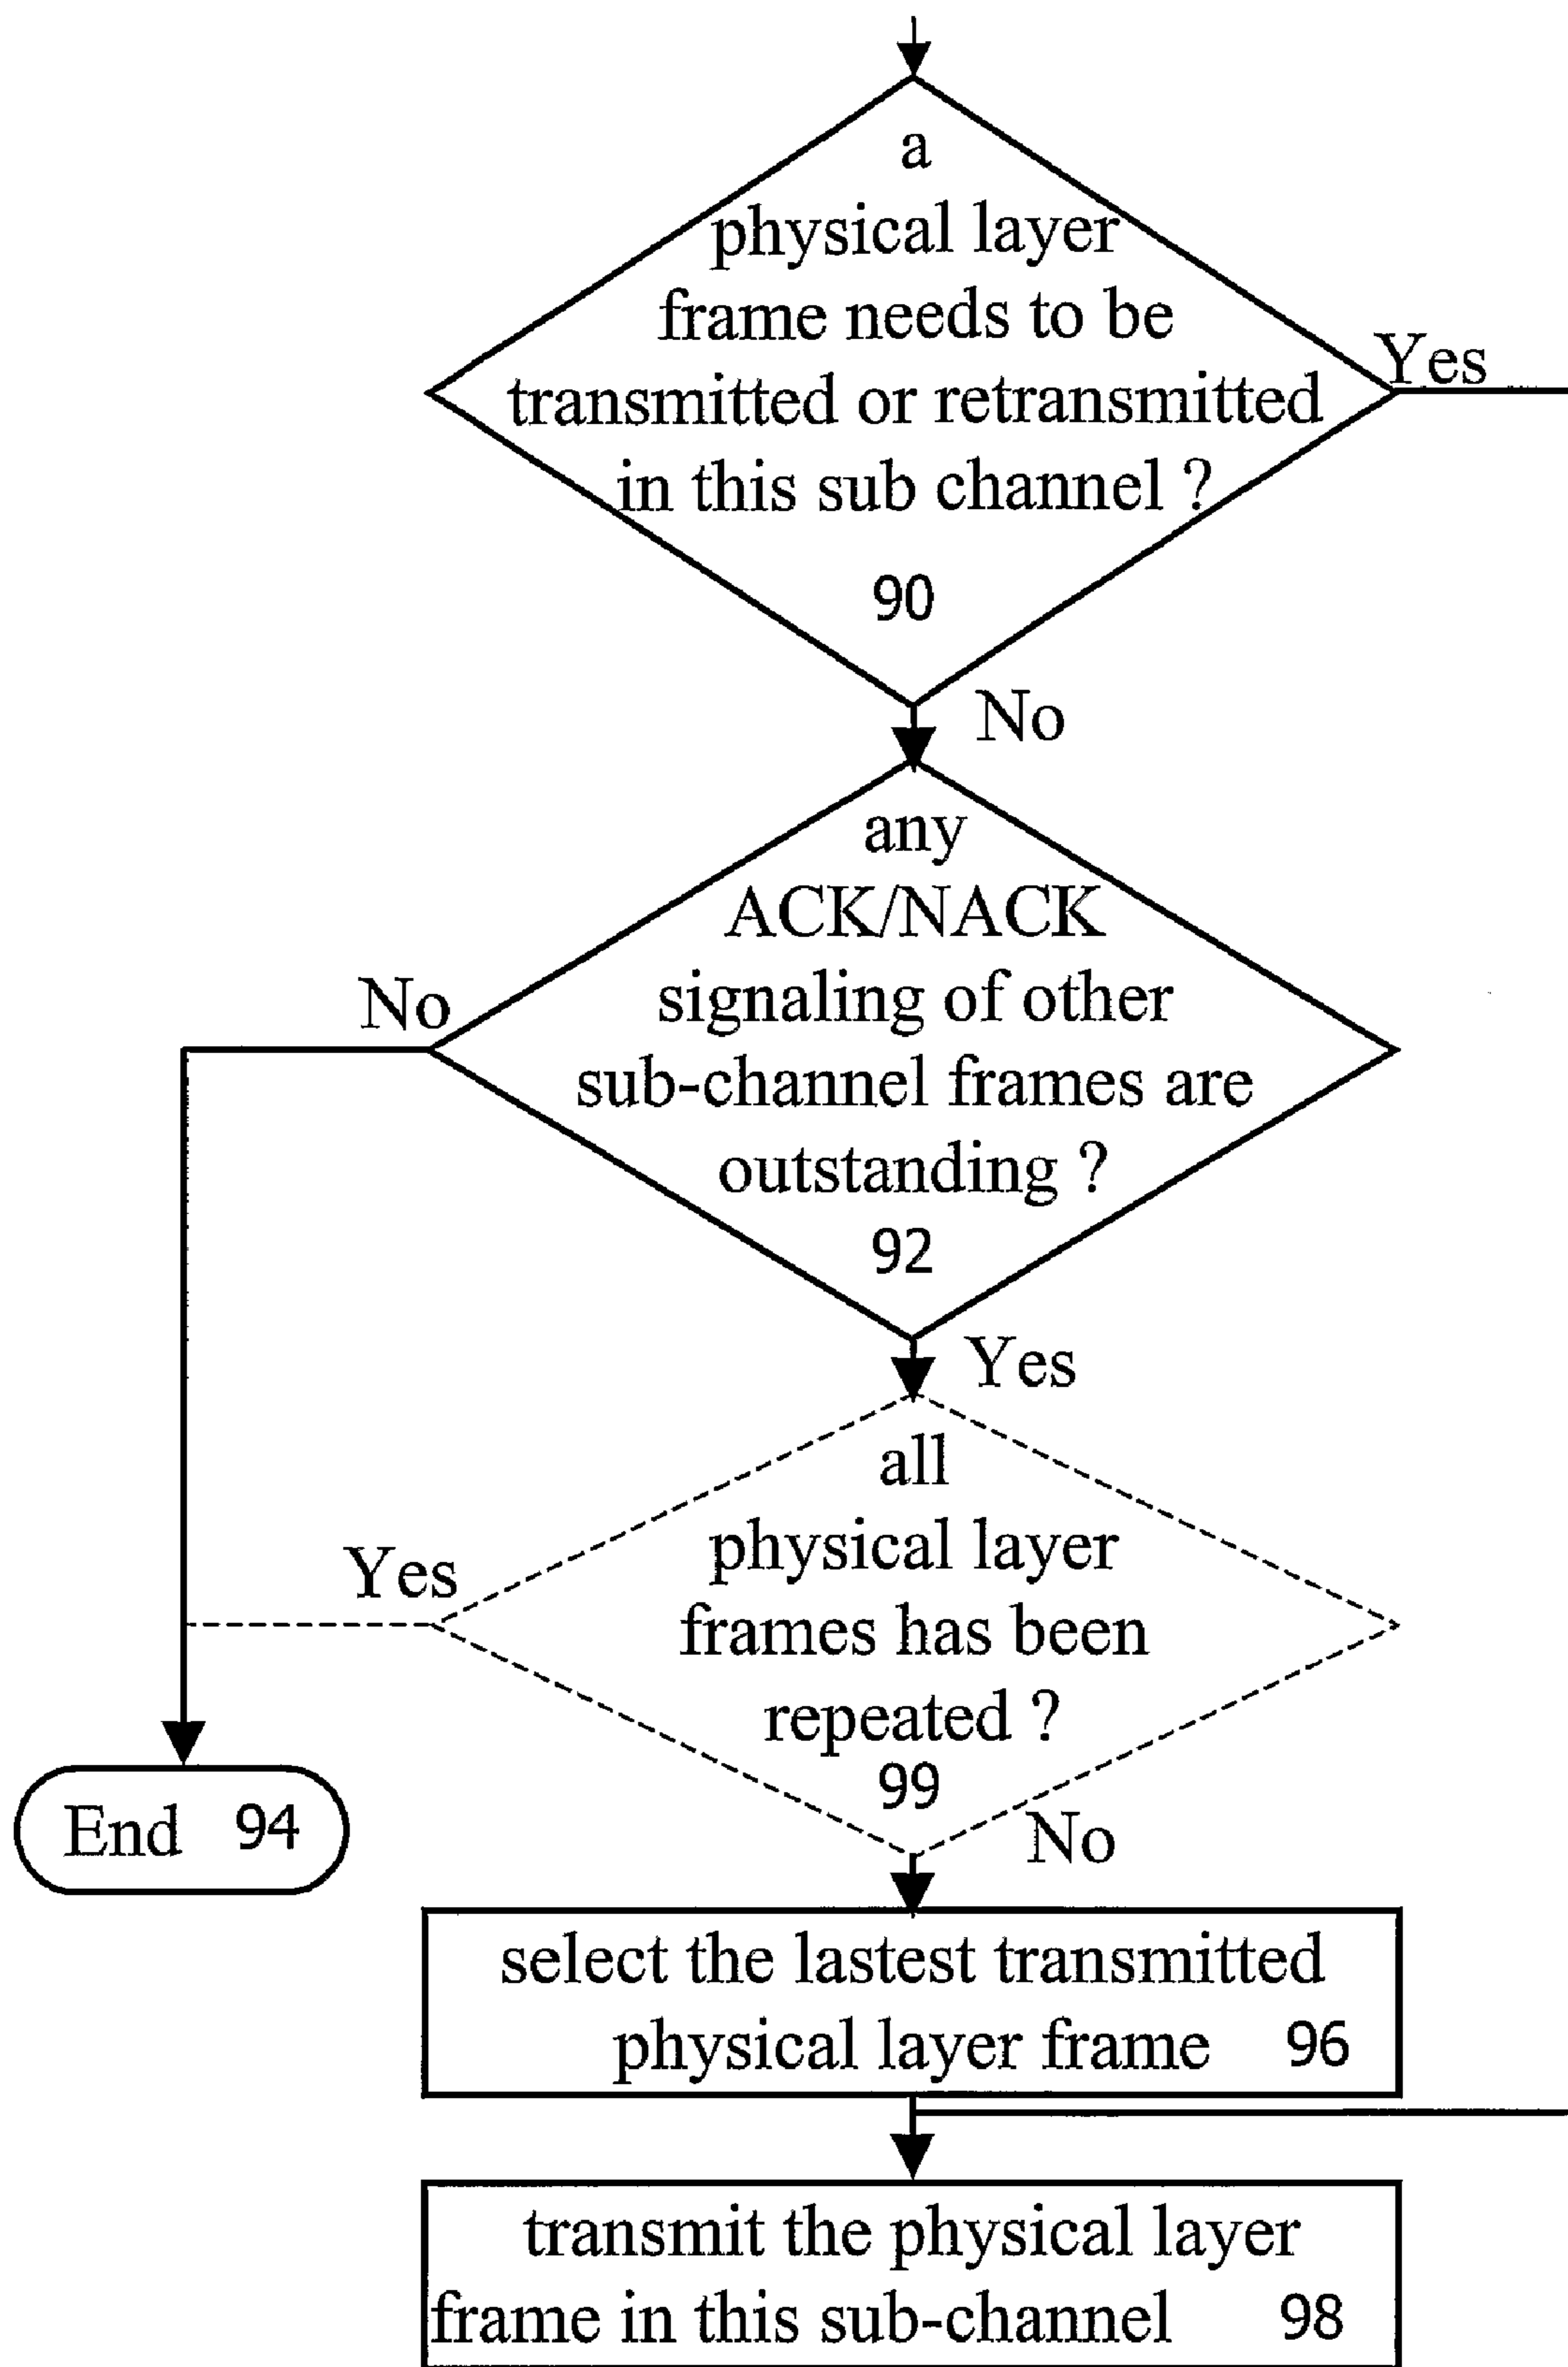 a
physical layer
frame needs to be
transmitted or retransmitted
in this sub channel ?
90
Yes
No
any
ACK/NACK
signaling of other
sub-channel frames are
outstanding ?
92
No
Yes
all
physical layer
frames has been
repeated ?
99
Yes
No
End 94
select the lastest transmitted
physical layer frame 96
transmit the physical layer
frame in this sub-channel 98